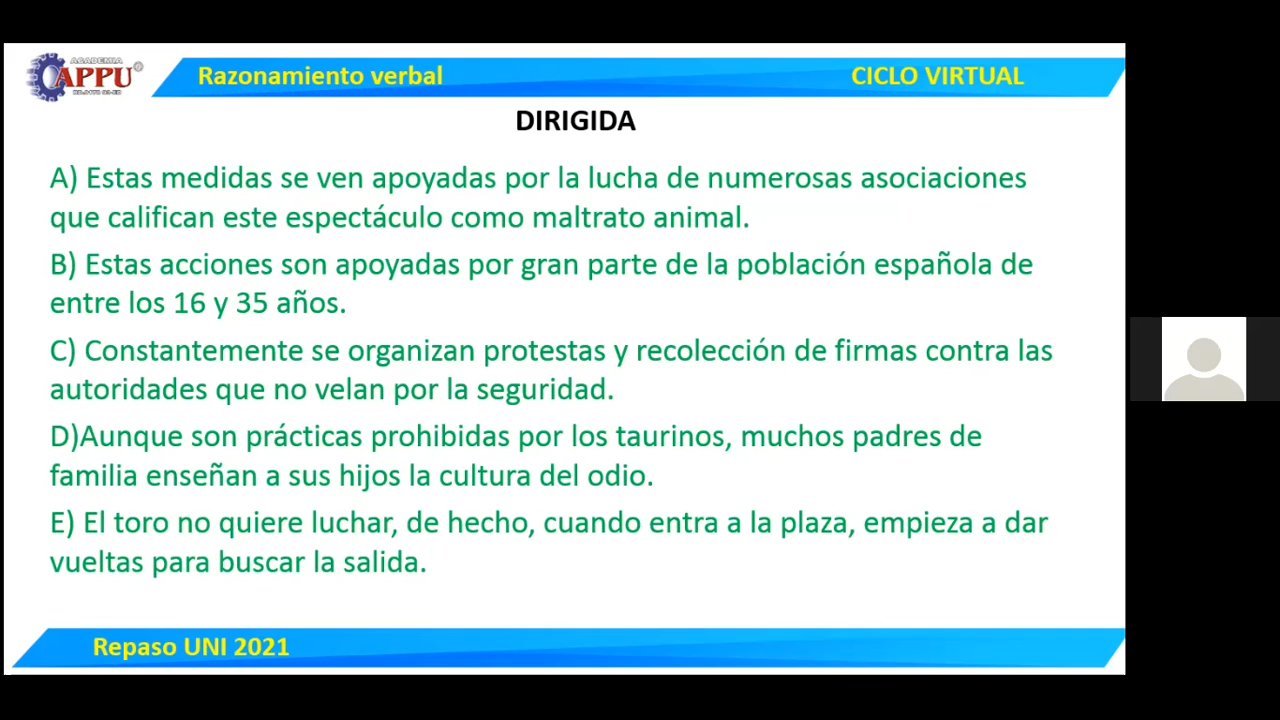 ACADEMIA
APPU
Razonamiento verbal
CICLO VIRTUAL
DIRIGIDA
A) Estas medidas se ven apoyadas por la lucha de numerosas asociaciones
que califican este espectáculo como maltrato animal.
B) Estas acciones son apoyadas por gran parte de la población española de
entre los 16 y 35 años.
C) Constantemente se organizan protestas y recolección de firmas contra las
autoridades que no velan por la seguridad.
D)Aunque son prácticas prohibidas por los taurinos, muchos padres de
familia enseñan a sus hijos la cultura del odio.
E) El toro no quiere luchar, de hecho, cuando entra a la plaza, empieza a dar
vueltas para buscar la salida.
Repaso UNI 2021